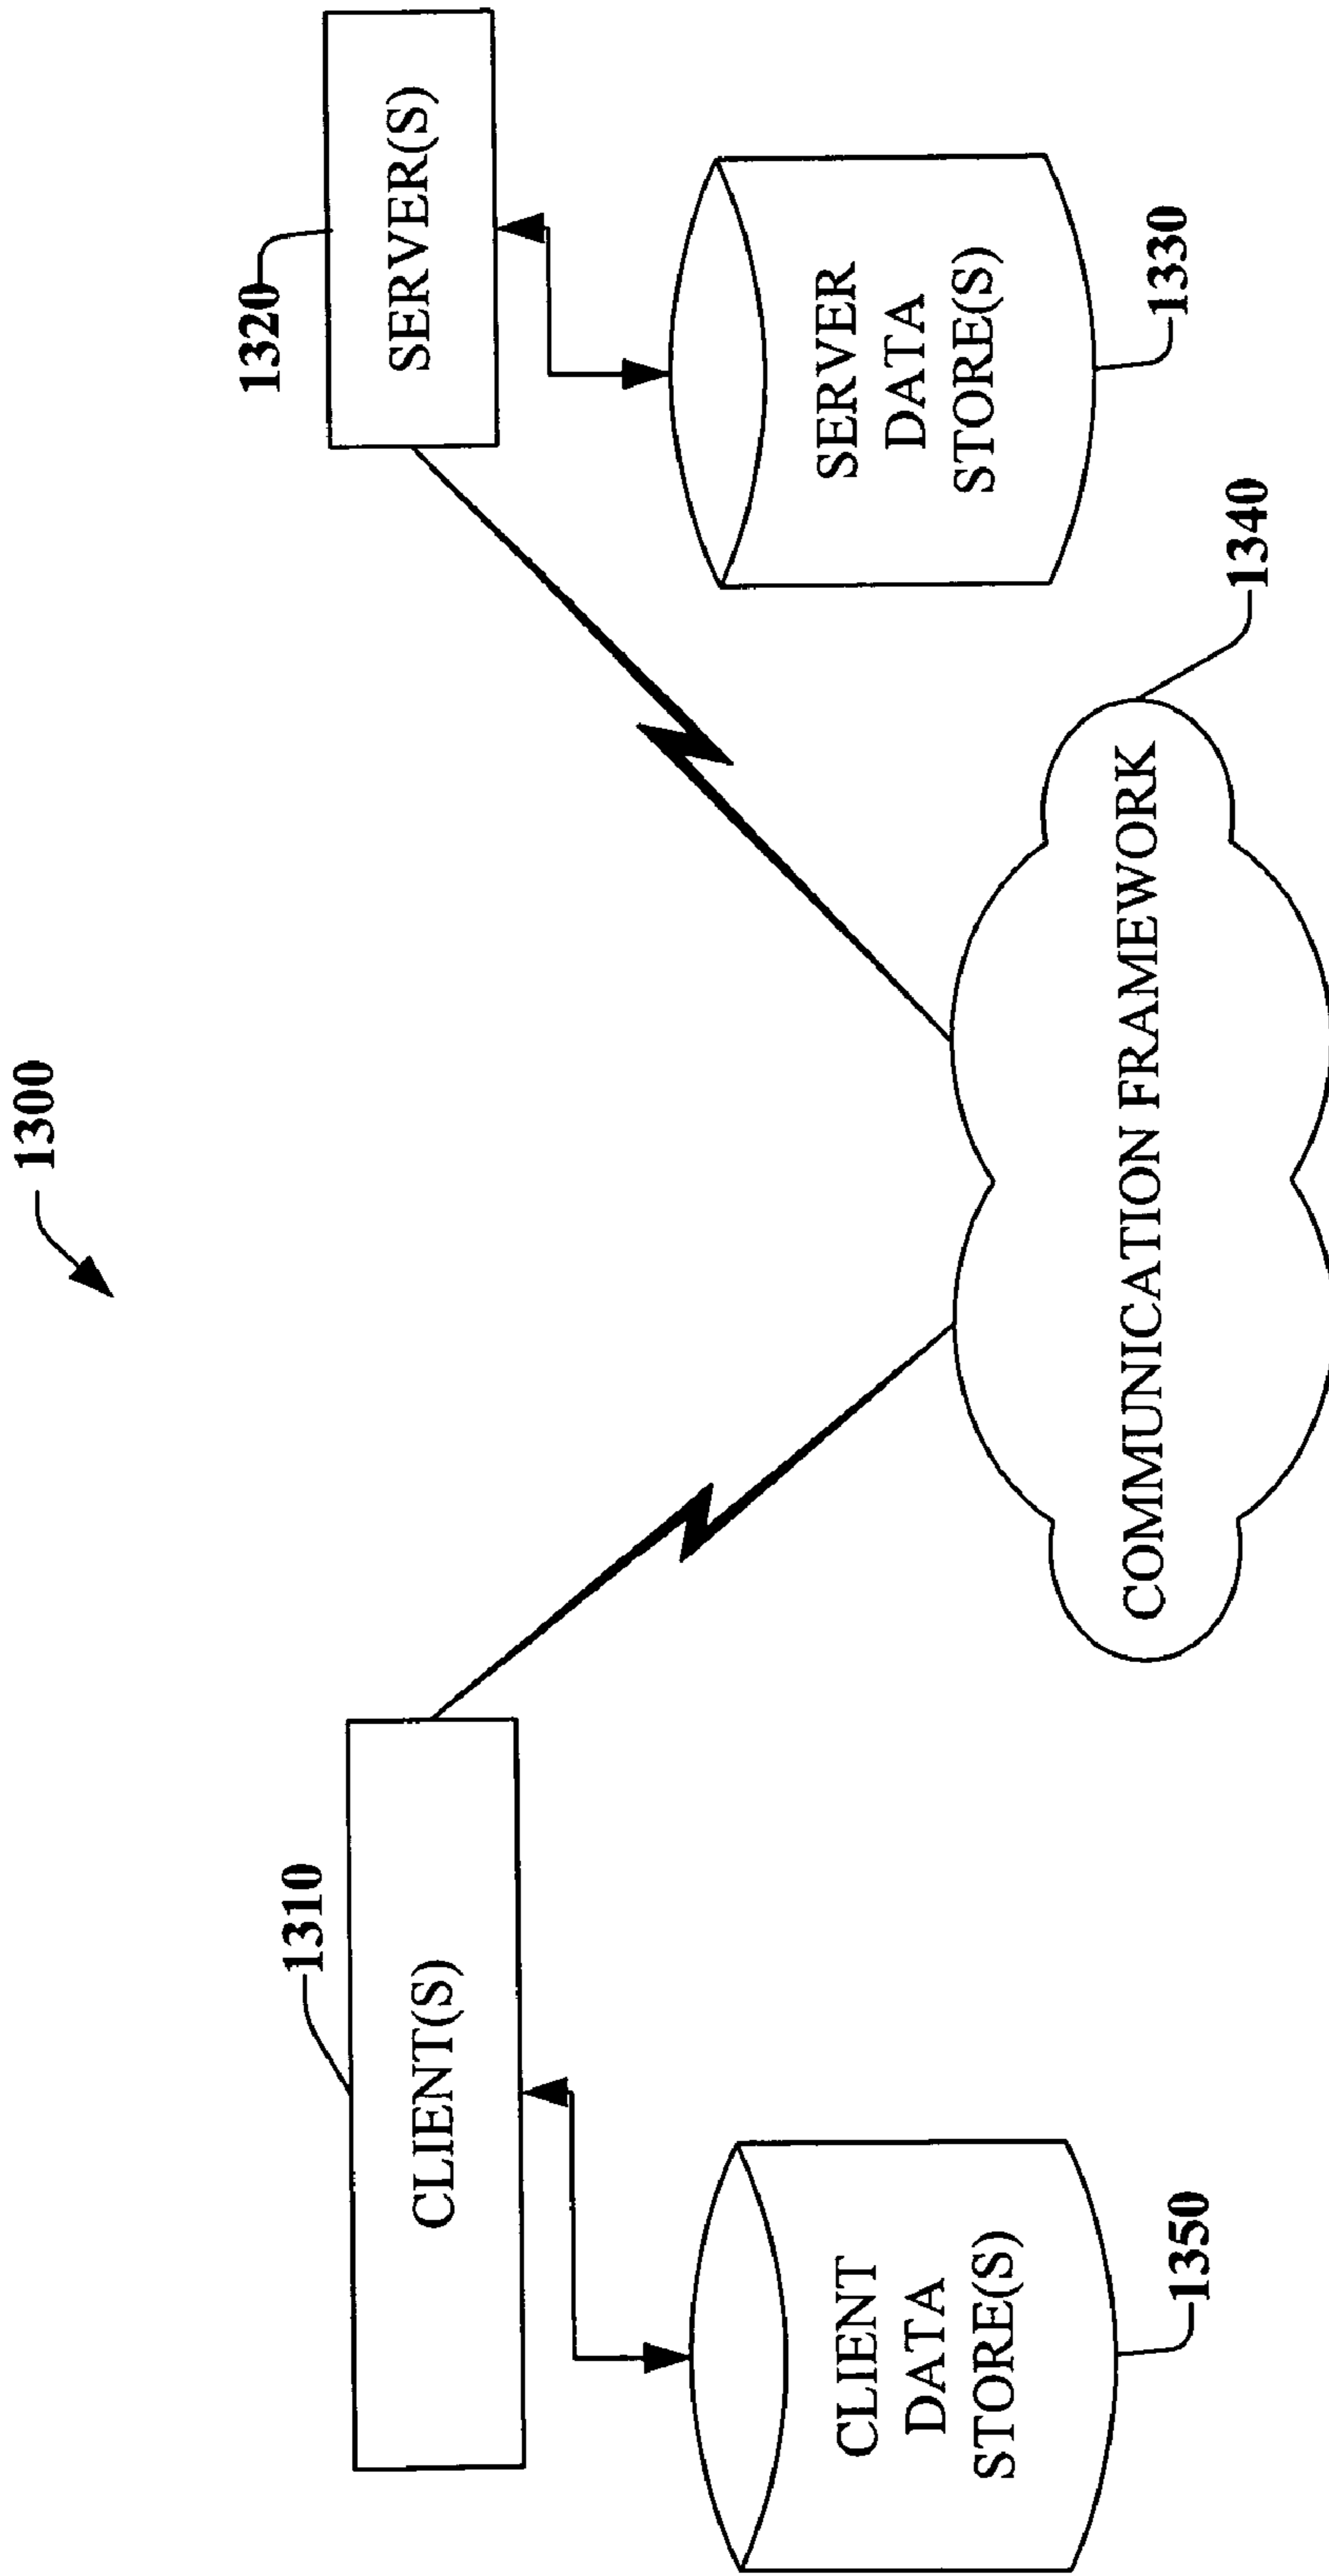 1300
1310
1320
CLIENT(S)
SERVER(S)
CLIENT
DATA
STORE(S)
SERVER
DATA
STORE(S)
1350
1330
COMMUNICATION FRAMEWORK
1340